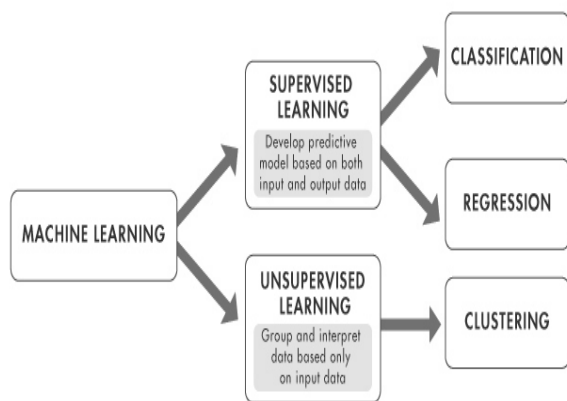 MACHINE LEARNING
SUPERVISED
LEARNING
Develop predictive
model based on both
input and output data
UNSUPERVISED
LEARNING
Group and interpret
data based only
on input data
CLASSIFICATION
REGRESSION
CLUSTERING